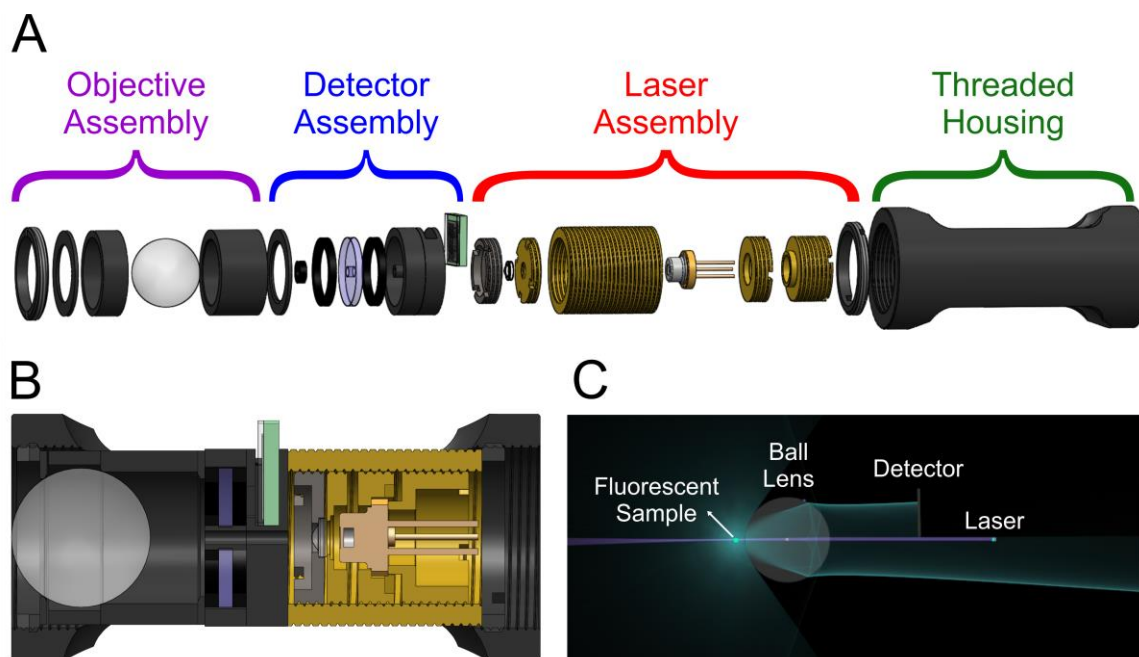 A
Objective
Assembly
Detector
Assembly
Laser
Assembly
Threaded
Housing
B
C
Ball
Lens
Detector
Fluorescent
Sample
Laser